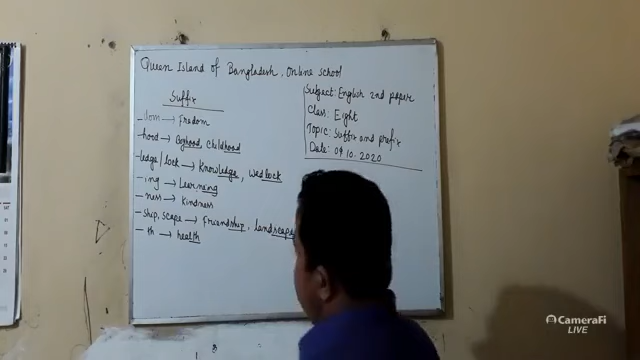 Queen Island of Bangladesh, Online school
Suffix
-dom → Fredom
-hood → Boyhood, childhood
-ledge/lock → knowledge, wedlock
-ing → Learning
-ness → kindness
-ship, scape → friendship, landscape
-th → health
Subject: English 2nd paper
Class: Eight
Topic: Suffix and prefix
Date: 04.10.2020
CameraFi
LIVE